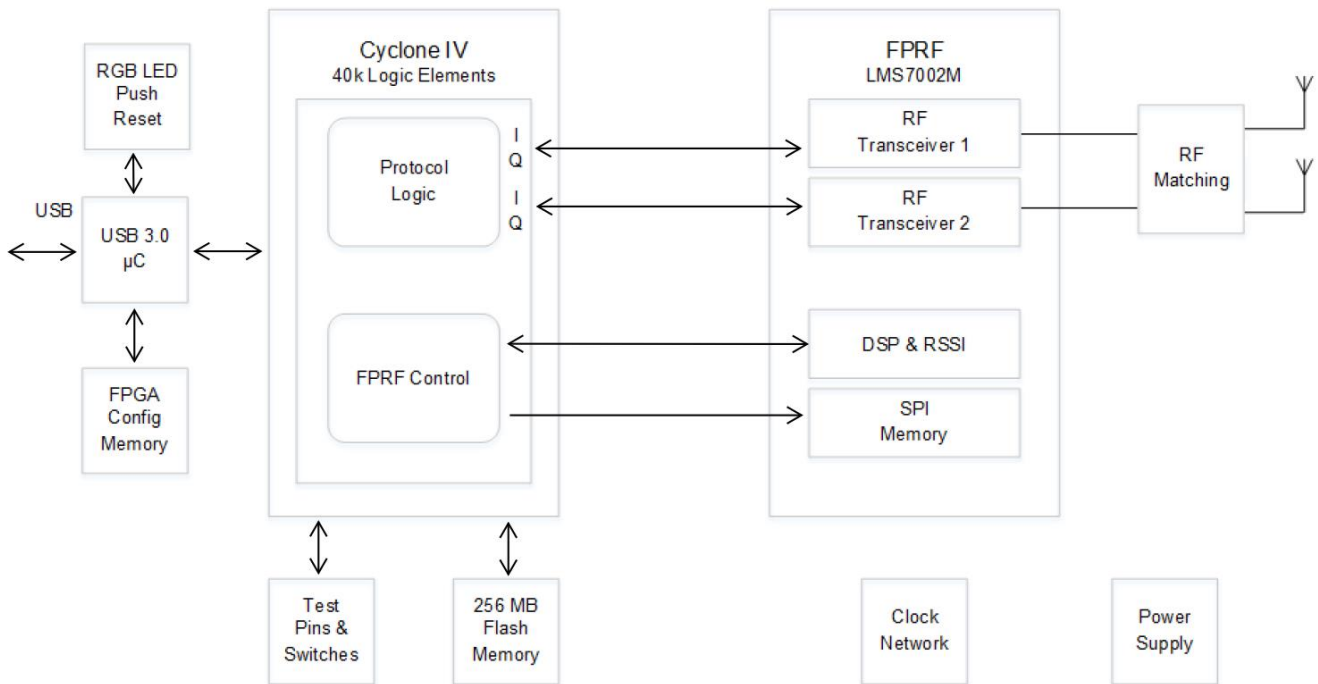 RGB LED
Push
Reset
USB
USB 3.0
µC
FPGA
Config
Memory
Cyclone IV
40k Logic Elements
Protocol
Logic
I
Q
I
Q
FPRF Control
Test
Pins &
Switches
256 MB
Flash
Memory
FPRF
LMS7002M
RF
Transceiver 1
RF
Transceiver 2
DSP & RSSI
SPI
Memory
RF
Matching
Clock
Network
Power
Supply